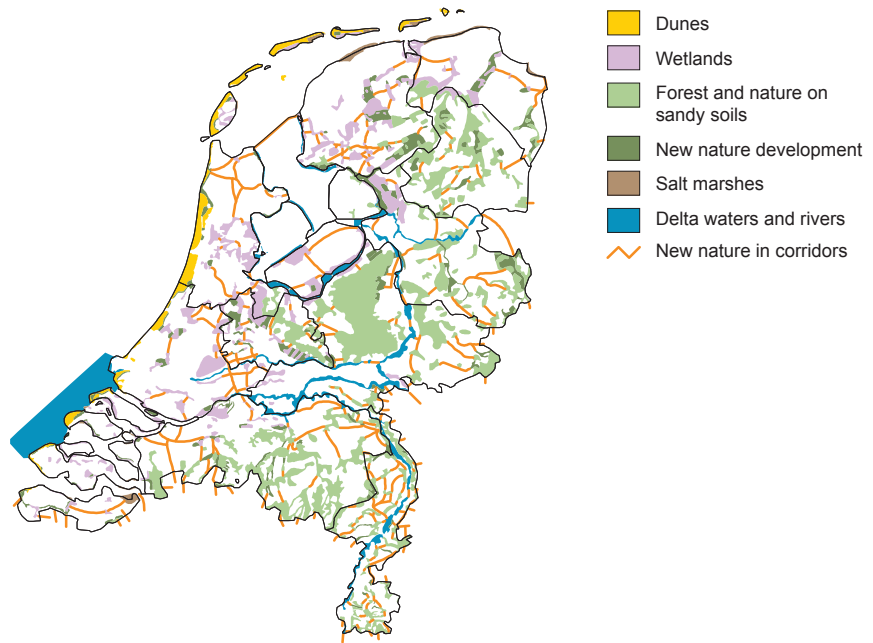 Dunes
Wetlands
Forest and nature on
sandy soils
New nature development
Salt marshes
Delta waters and rivers
New nature in corridors